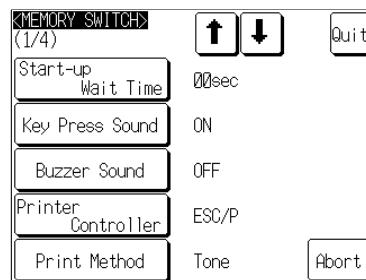 <MEMORY SWITCH>
(1/4)
Quit
Start-up
Wait Time
00sec
Key Press Sound
ON
Buzzer Sound
OFF
Printer
Controller
ESC/P
Print Method
Tone
Abort